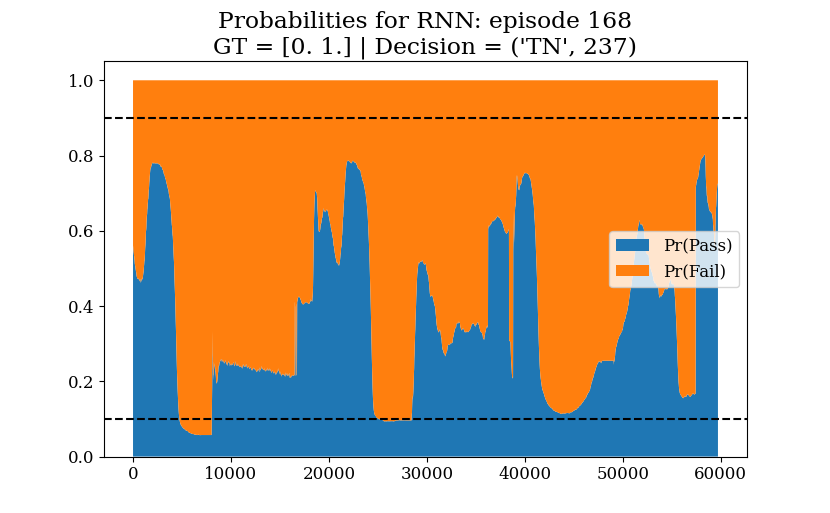 Probabilities for RNN: episode 168
GT = [0. 1.] | Decision = ('TN', 237)
1.0
0.8
0.6
0.4
0.2
0.0
Pr(Pass)
Pr(Fail)
0 10000 20000 30000 40000 50000 60000